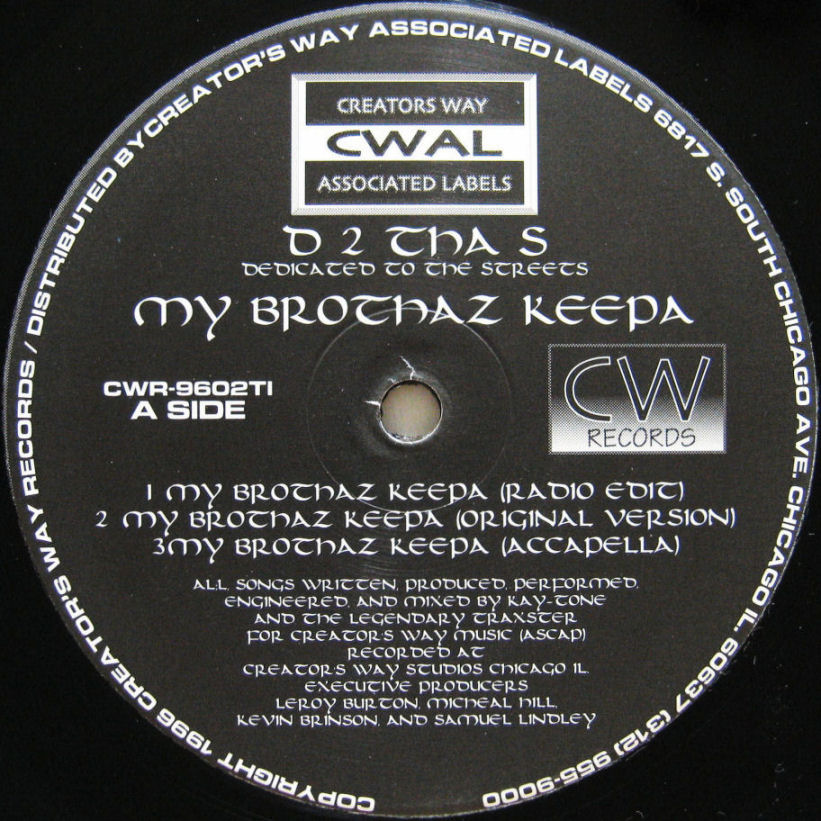 COPYRIGHT 1996 CREATOR'S WAY RECORDS / DISTRIBUTED BY CREATOR'S WAY ASSOCIATED LABELS 6817 S. SOUTH CHICAGO AVE. CHICAGO IL. 60637 (312) 955-9000
CREATORS WAY
CWAL
ASSOCIATED LABELS
D 2 THA S
DEDICATED TO THE STREETS
MY BROTHAZ KEEPA
CWR-9602TI
A SIDE
CW
RECORDS
1 MY BROTHAZ KEEPA (RADIO EDIT)
2 MY BROTHAZ KEEPA (ORIGINAL VERSION)
3MY BROTHAZ KEEPA (ACCAPELLA)
ALL SONGS WRITTEN, PRODUCED, PERFORMED,
ENGINEERED, AND MIXED BY KAY-TONE
AND THE LEGENDARY TRAXSTER
FOR CREATOR'S WAY MUSIC (ASCAP)
RECORDED AT
CREATOR'S WAY STUDIOS CHICAGO IL.
EXECUTIVE PRODUCERS
LEROY BURTON, MICHEAL HILL,
KEVIN BRINSON, AND SAMUEL LINDLEY